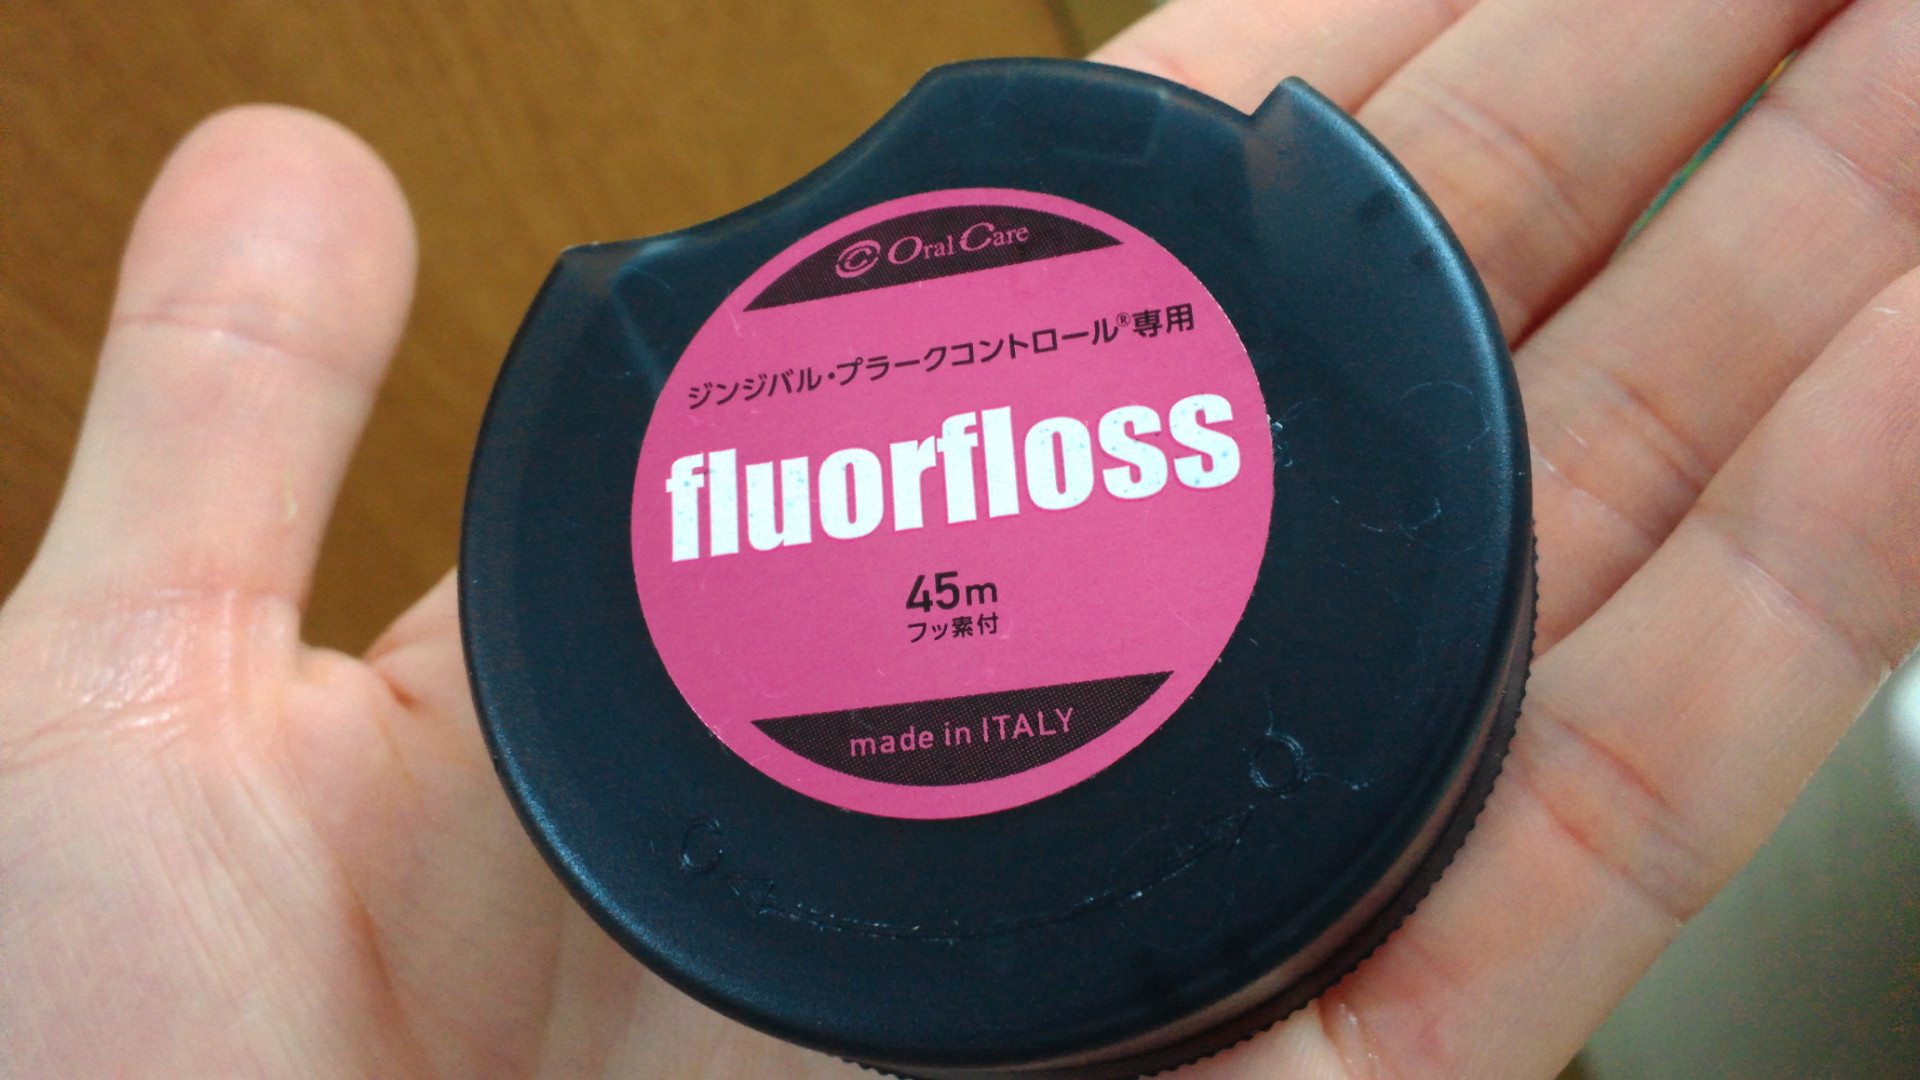 © Oral Care
ジンジバル・プラークコントロール®専用
fluorfloss
45m
フッ素付
made in ITALY